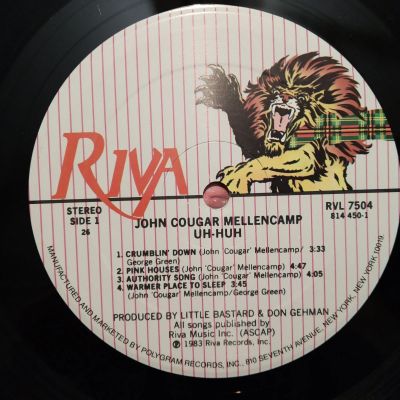 RIVA
STEREO
SIDE 1
26
RVL 7504
814 450-1
JOHN COUGAR MELLENCAMP
UH-HUH
1. CRUMBLIN' DOWN (John 'Cougar' Mellencamp/ 3:33
George Green)
2. PINK HOUSES (John 'Cougar' Mellencamp) 4:47
3. AUTHORITY SONG (John 'Cougar' Mellencamp) 4:05
4. WARMER PLACE TO SLEEP 3:45
(John 'Cougar' Mellencamp/George Green)
PRODUCED BY LITTLE BASTARD & DON GEHMAN
All songs published by
Riva Music Inc. (ASCAP)
℗ 1983 Riva Records, Inc.
MANUFACTURED AND MARKETED BY POLYGRAM RECORDS, INC., 810 SEVENTH AVENUE, NEW YORK, NEW YORK 10019.